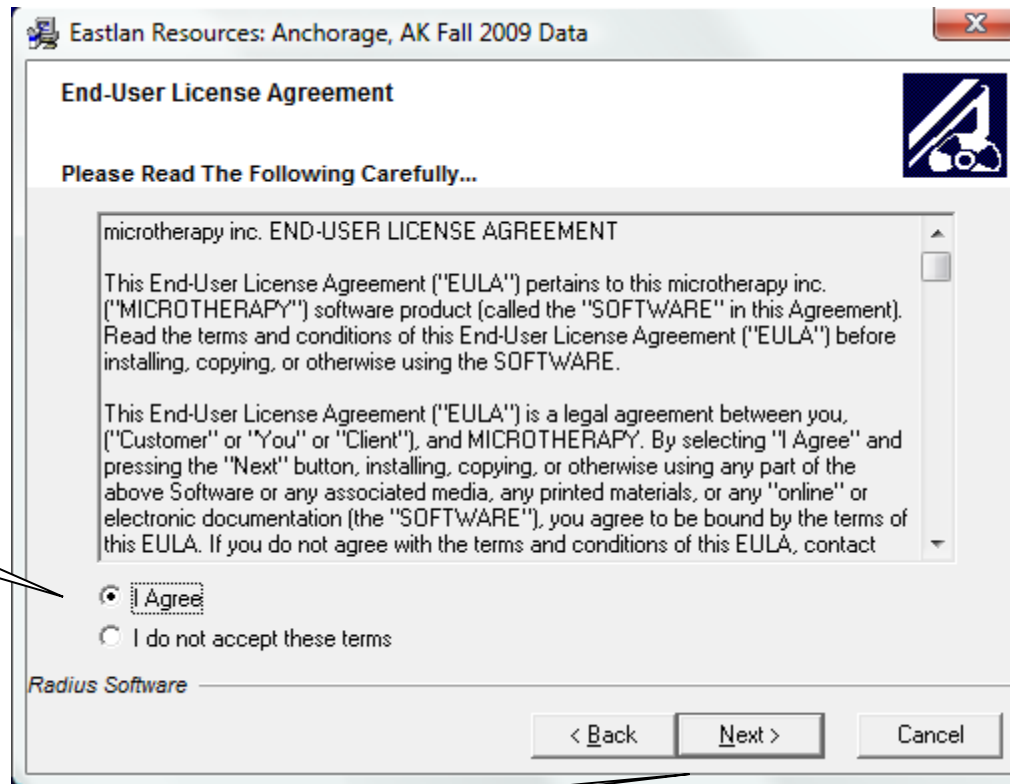 Eastlan Resources: Anchorage, AK Fall 2009 Data
End-User License Agreement
Please Read The Following Carefully...
microtherapy inc. END-USER LICENSE AGREEMENT
This End-User License Agreement ("EULA") pertains to this microtherapy inc.
("MICROTHERAPY") software product (called the "SOFTWARE" in this Agreement).
Read the terms and conditions of this End-User License Agreement ("EULA") before
installing, copying, or otherwise using the SOFTWARE.
This End-User License Agreement ("EULA") is a legal agreement between you,
("Customer" or "You" or "Client"), and MICROTHERAPY. By selecting "I Agree" and
pressing the "Next" button, installing, copying, or otherwise using any part of the
above Software or any associated media, any printed materials, or any "online" or
electronic documentation (the "SOFTWARE"), you agree to be bound by the terms of
this EULA. If you do not agree with the terms and conditions of this EULA, contact
I Agree
I do not accept these terms
Radius Software
< Back
Next >
Cancel